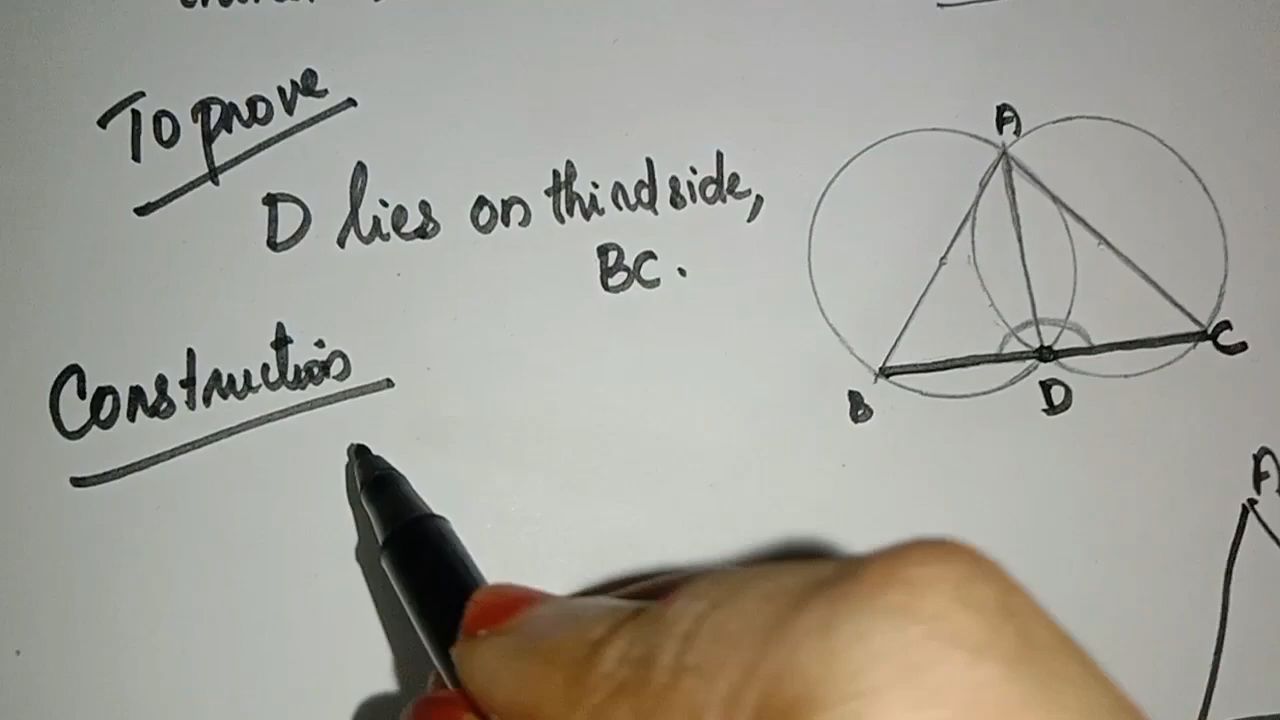 To prove
D lies on third side,
BC.
Construction
A
B
D
C
A